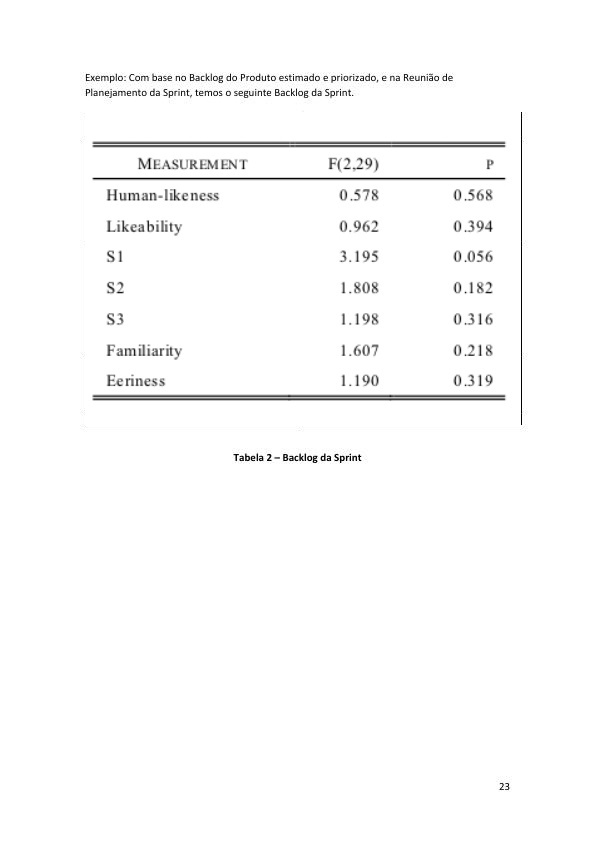 Exemplo: Com base no Backlog do Produto estimado e priorizado, e na Reunião de
Planejamento da Sprint, temos o seguinte Backlog da Sprint.
MEASUREMENT F(2,29) P
Human-likeness 0.578 0.568
Likeability 0.962 0.394
S1 3.195 0.056
S2 1.808 0.182
S3 1.198 0.316
Familiarity 1.607 0.218
Eeriness 1.190 0.319
Tabela 2 – Backlog da Sprint
23